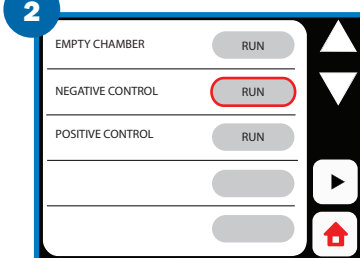 2
EMPTY CHAMBER RUN
NEGATIVE CONTROL RUN
POSITIVE CONTROL RUN